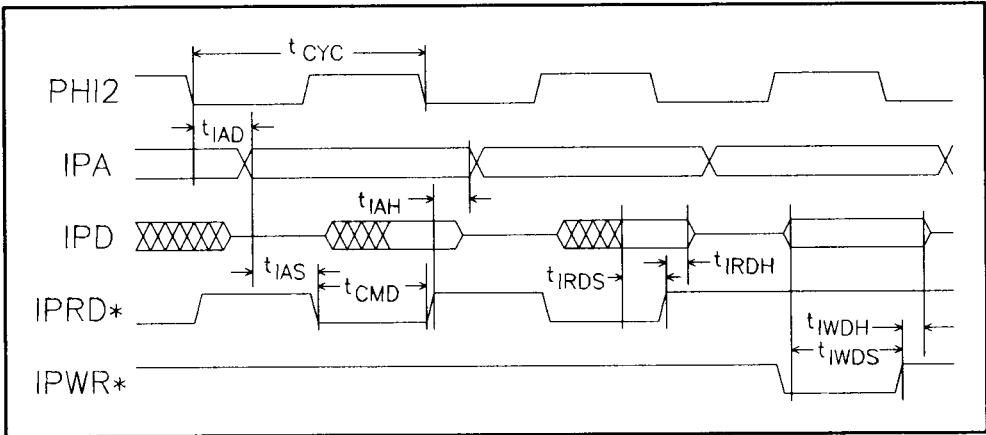 t CYC
PHI2
t IAD
IPA
t IAH
IPD
t IAS
t CMD
t IRDS
t IRDH
IPRD*
t IWDH
t IWDS
IPWR*